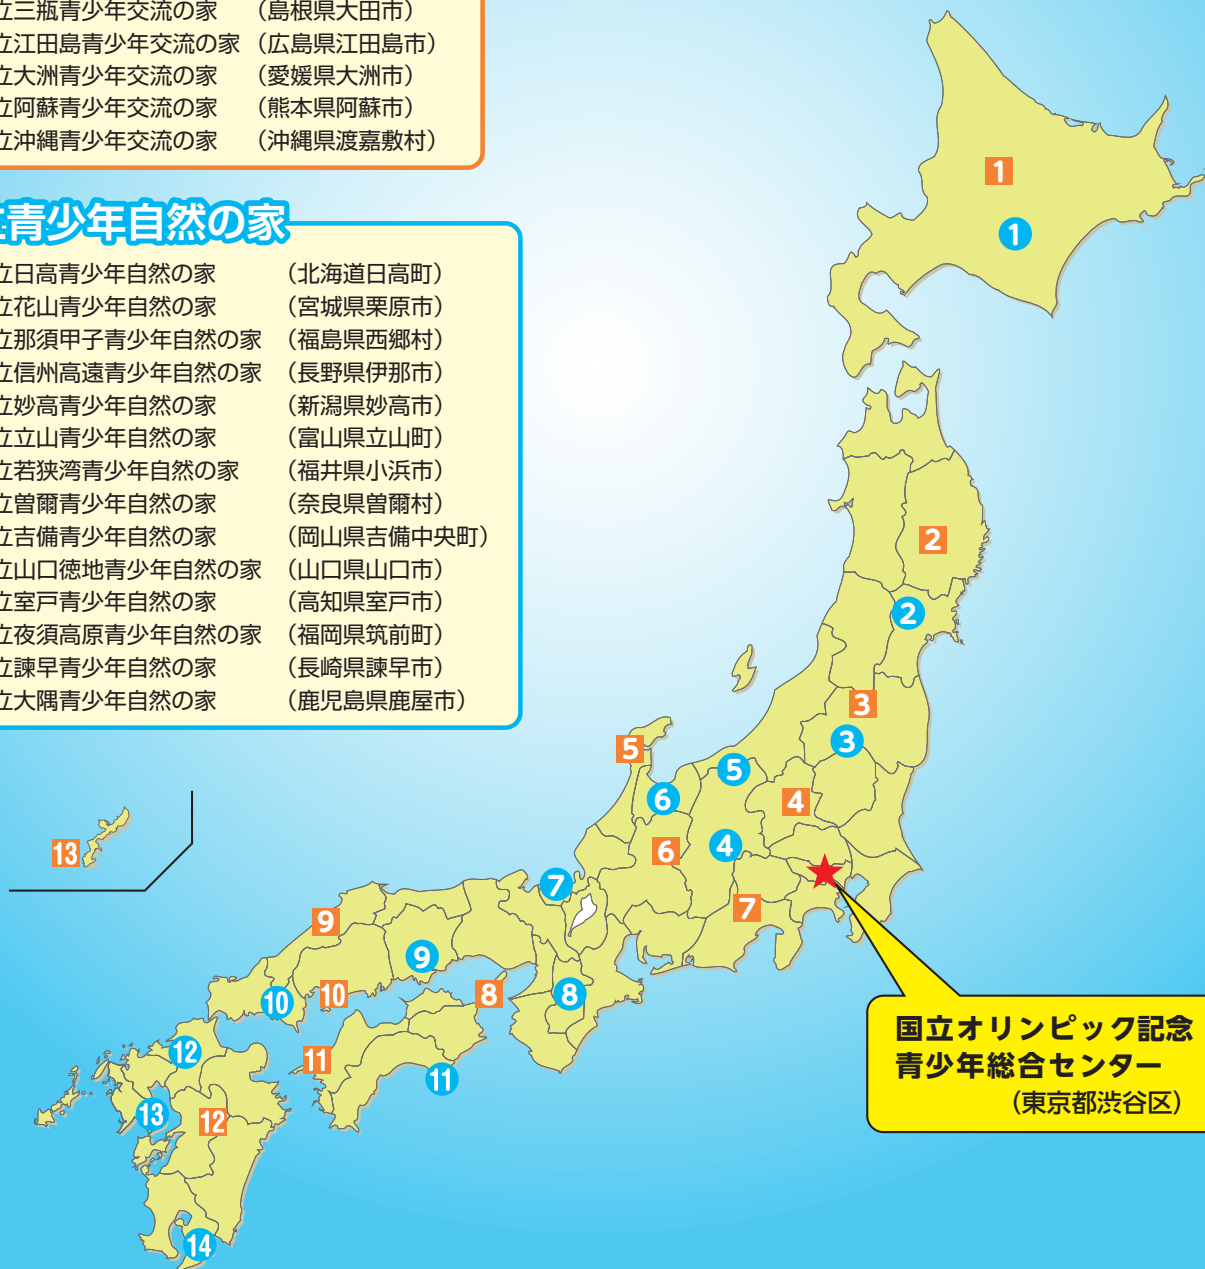 立三瓶青少年交流の家 （島根県大田市）
立江田島青少年交流の家 （広島県江田島市）
立大洲青少年交流の家 （愛媛県大洲市）
立阿蘇青少年交流の家 （熊本県阿蘇市）
立沖縄青少年交流の家 （沖縄県渡嘉敷村）
立青少年自然の家
立日高青少年自然の家 （北海道日高町）
立花山青少年自然の家 （宮城県栗原市）
立那須甲子青少年自然の家 （福島県西郷村）
立信州高遠青少年自然の家 （長野県伊那市）
立妙高青少年自然の家 （新潟県妙高市）
立立山青少年自然の家 （富山県立山町）
立若狭湾青少年自然の家 （福井県小浜市）
立曽爾青少年自然の家 （奈良県曽爾村）
立吉備青少年自然の家 （岡山県吉備中央町）
立山口徳地青少年自然の家 （山口県山口市）
立室戸青少年自然の家 （高知県室戸市）
立夜須高原青少年自然の家 （福岡県筑前町）
立諫早青少年自然の家 （長崎県諫早市）
立大隅青少年自然の家 （鹿児島県鹿屋市）
1
1
2
2
3
3
5
5
6
4
13
6
4
7
7
9
9
10
10
8
8
12
11
11
13
12
14
国立オリンピック記念
青少年総合センター
（東京都渋谷区）